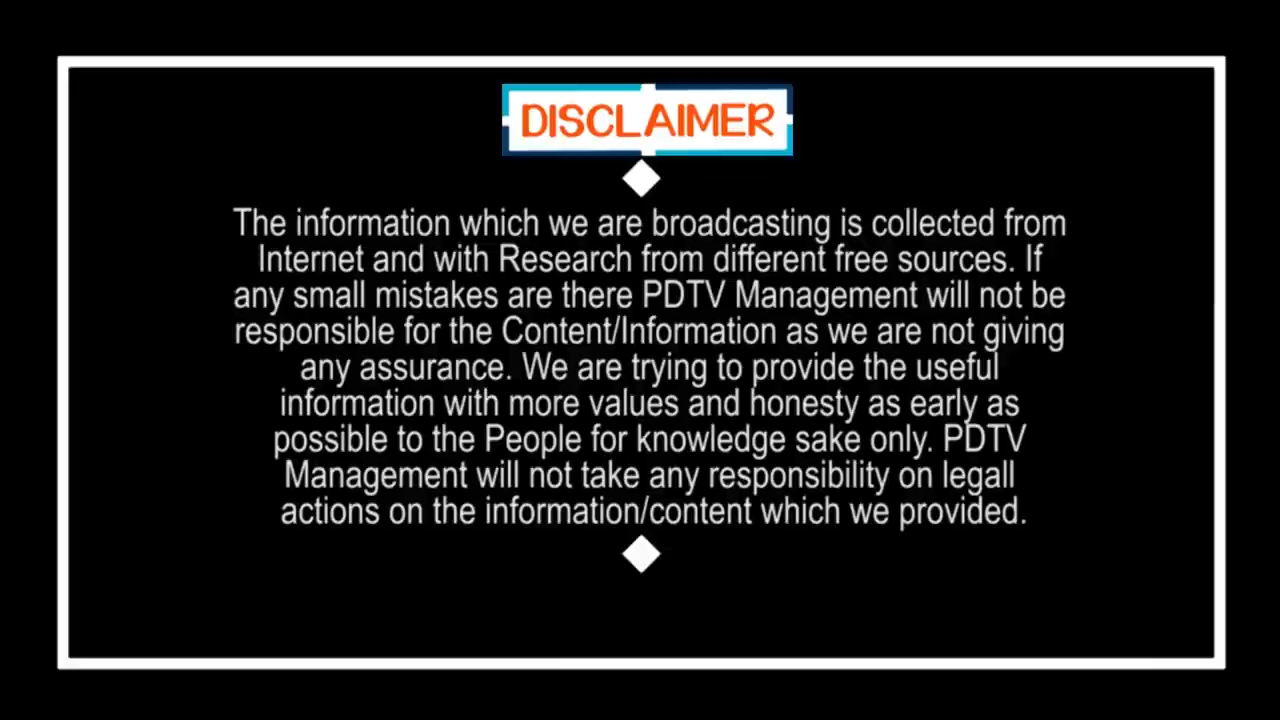 DISCLAIMER
The information which we are broadcasting is collected from
Internet and with Research from different free sources. If
any small mistakes are there PDTV Management will not be
responsible for the Content/Information as we are not giving
any assurance. We are trying to provide the useful
information with more values and honesty as early as
possible to the People for knowledge sake only. PDTV
Management will not take any responsibility on legall
actions on the information/content which we provided.